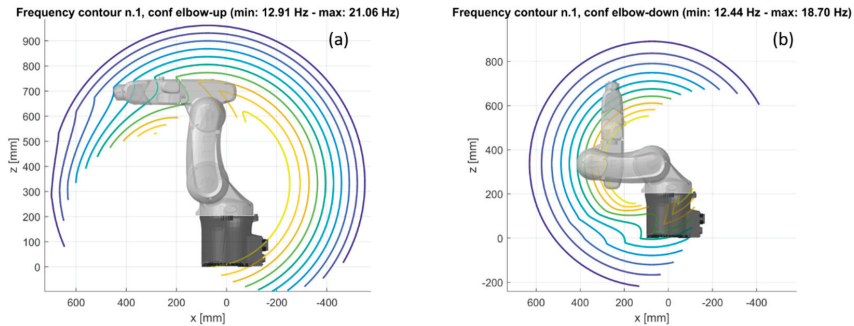 Frequency contour n.1, conf elbow-up (min: 12.91 Hz - max: 21.06 Hz)
(a)
900
800
700
600
500
400
300
200
100
0
z [mm]
600 400 200 0 -200 -400
x [mm]
Frequency contour n.1, conf elbow-down (min: 12.44 Hz - max: 18.70 Hz)
(b)
800
600
400
200
0
-200
z [mm]
600 400 200 0 -200 -400
x [mm]